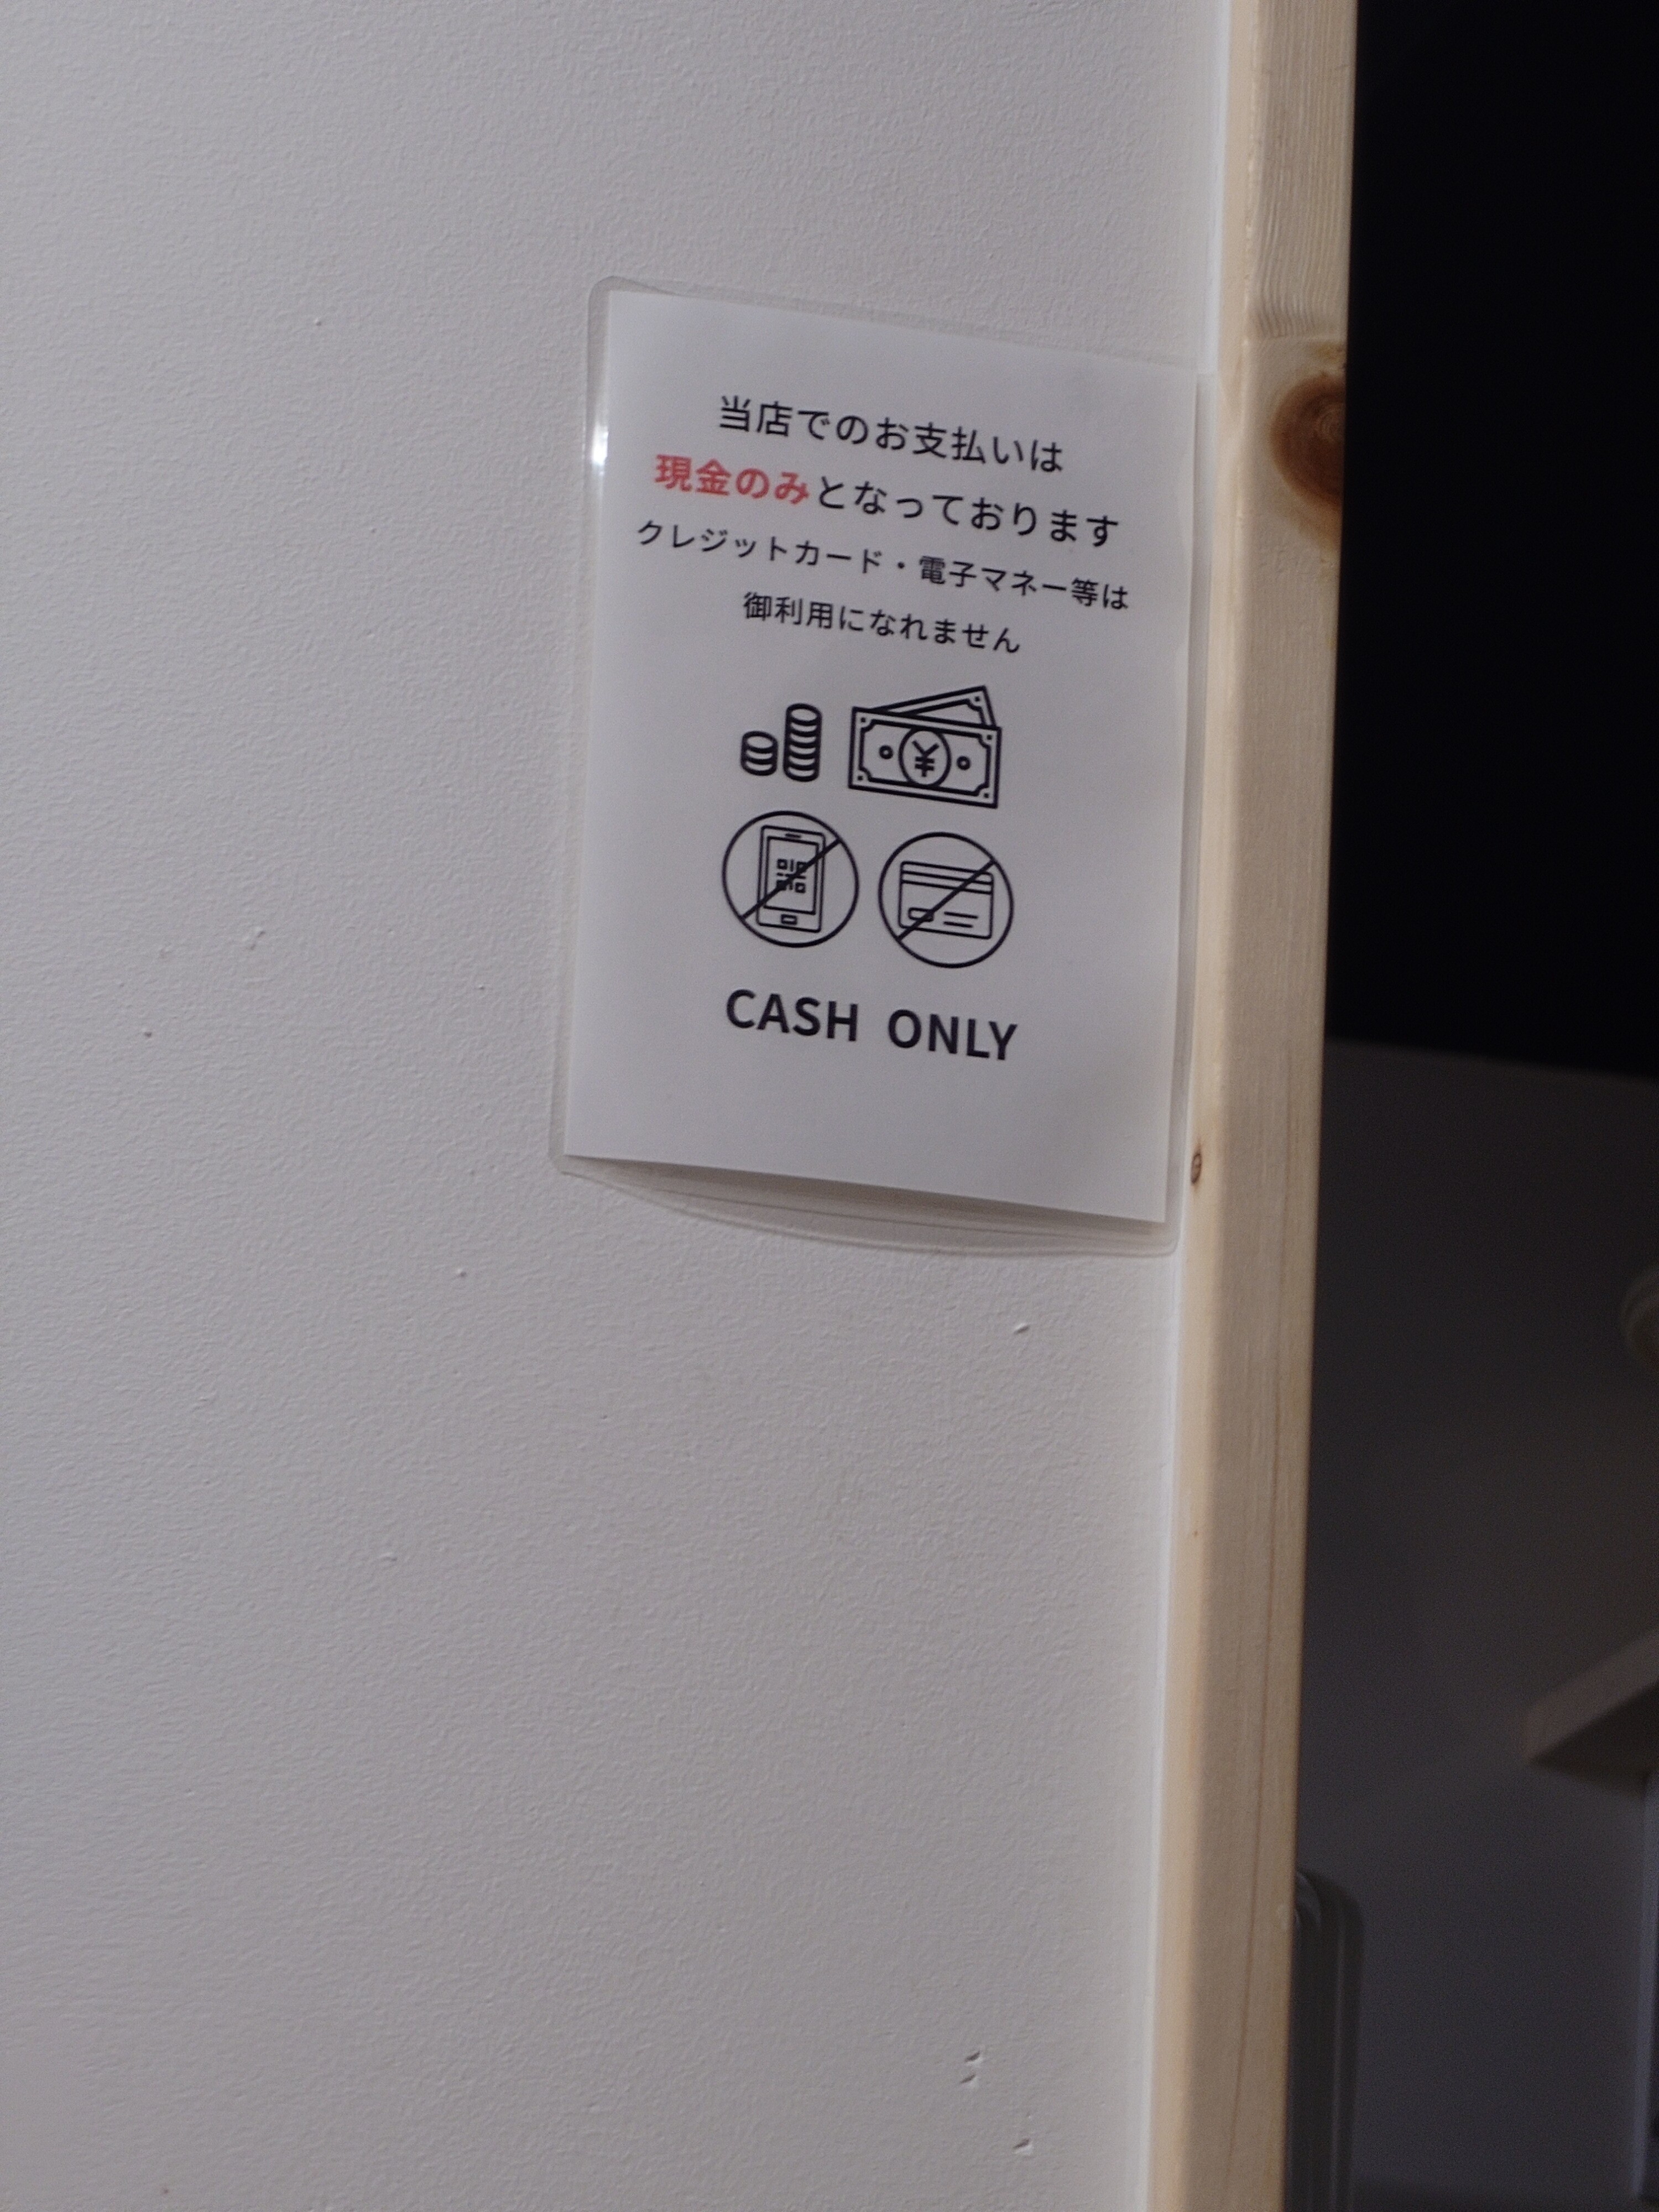 当店でのお支払いは
現金のみとなっております
クレジットカード・電子マネー等は
御利用になれません
¥
CASH ONLY